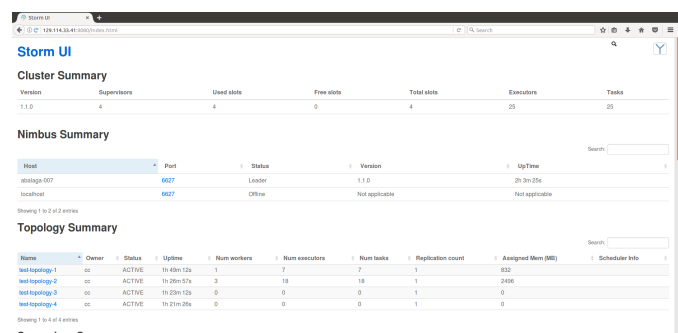 Storm UI
129.114.33.41:8080/index.html
Search
Storm UI
Cluster Summary
Version Supervisors Used slots Free slots Total slots Executors Tasks
1.1.0 4 4 0 4 25 25
Nimbus Summary
Search:
Host Port Status Version UpTime
abalaga-007 6627 Leader 1.1.0 2h 3m 25s
localhost 6627 Offline Not applicable Not applicable
Showing 1 to 2 of 2 entries
Topology Summary
Search:
Name Owner Status Uptime Num workers Num executors Num tasks Replication count Assigned Mem (MB) Scheduler Info
test-topology-1 cc ACTIVE 1h 49m 12s 1 7 7 1 832
test-topology-2 cc ACTIVE 1h 26m 57s 3 18 18 1 2496
test-topology-3 cc ACTIVE 1h 23m 12s 0 0 0 1 0
test-topology-4 cc ACTIVE 1h 21m 26s 0 0 0 1 0
Showing 1 to 4 of 4 entries